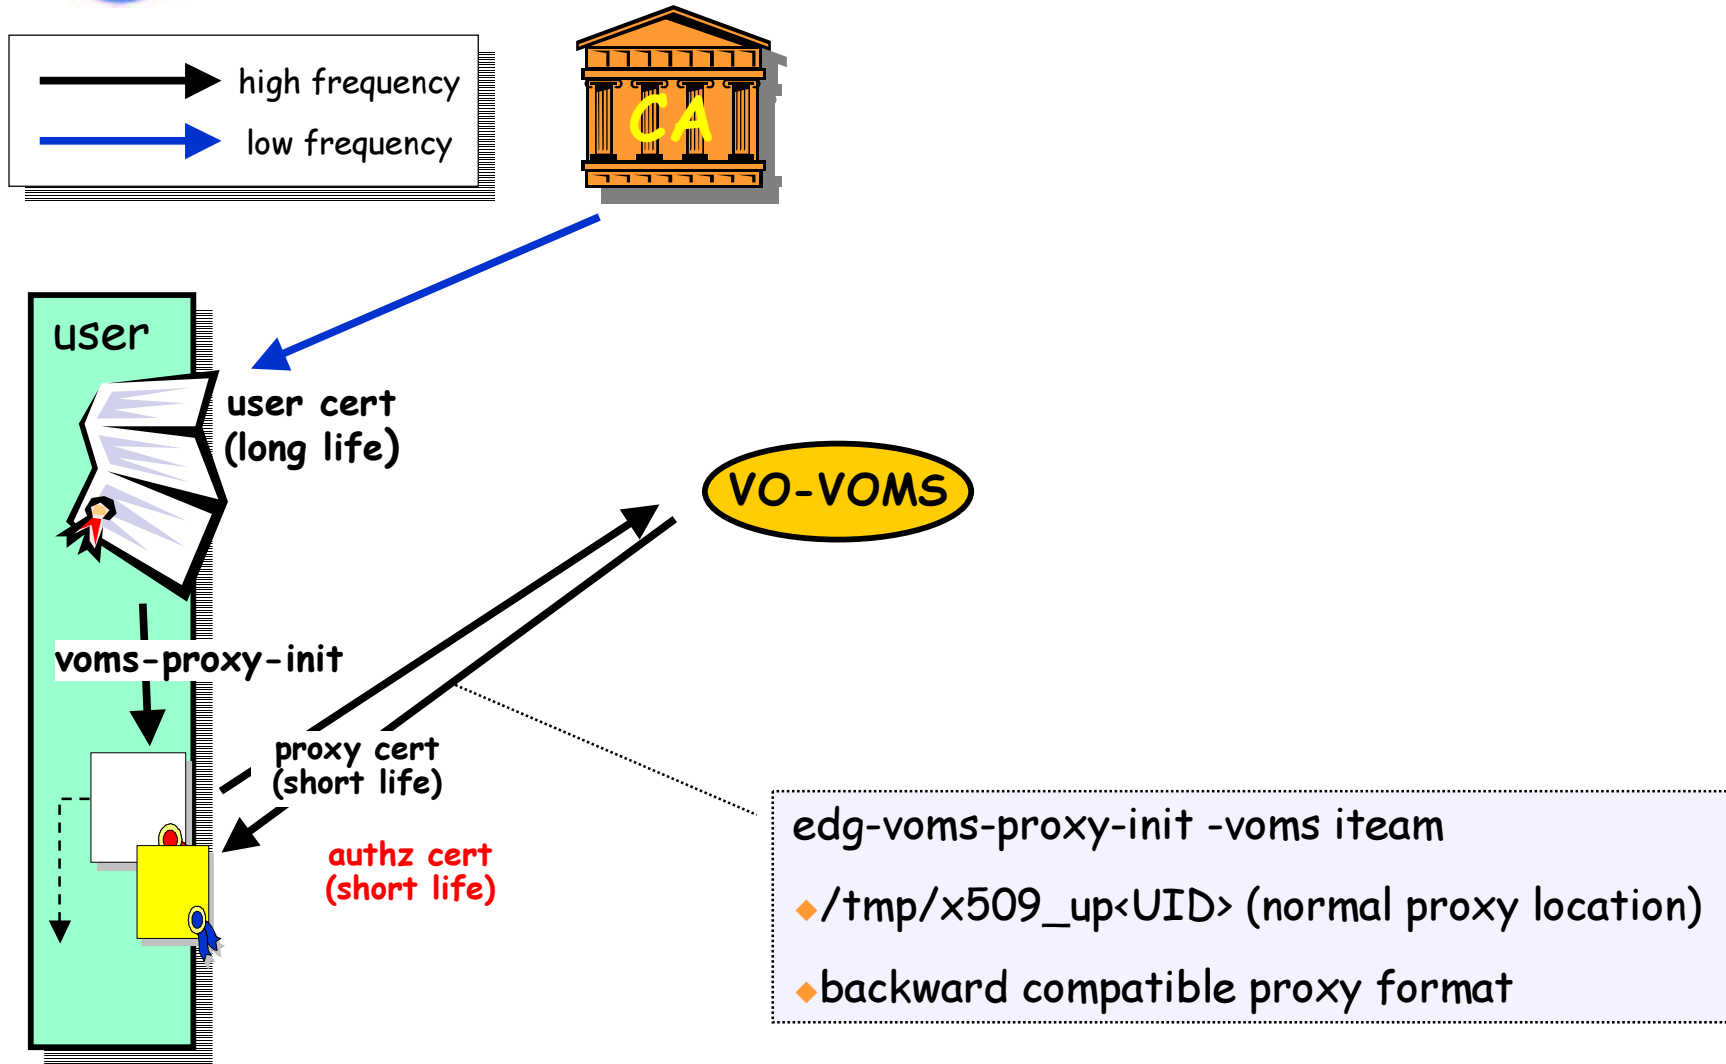 high frequency
low frequency
CA
user
user cert
(long life)
VO-VOMS
voms-proxy-init
proxy cert
(short life)
authz cert
(short life)
edg-voms-proxy-init -voms iteam
/tmp/x509_up<UID> (normal proxy location)
backward compatible proxy format